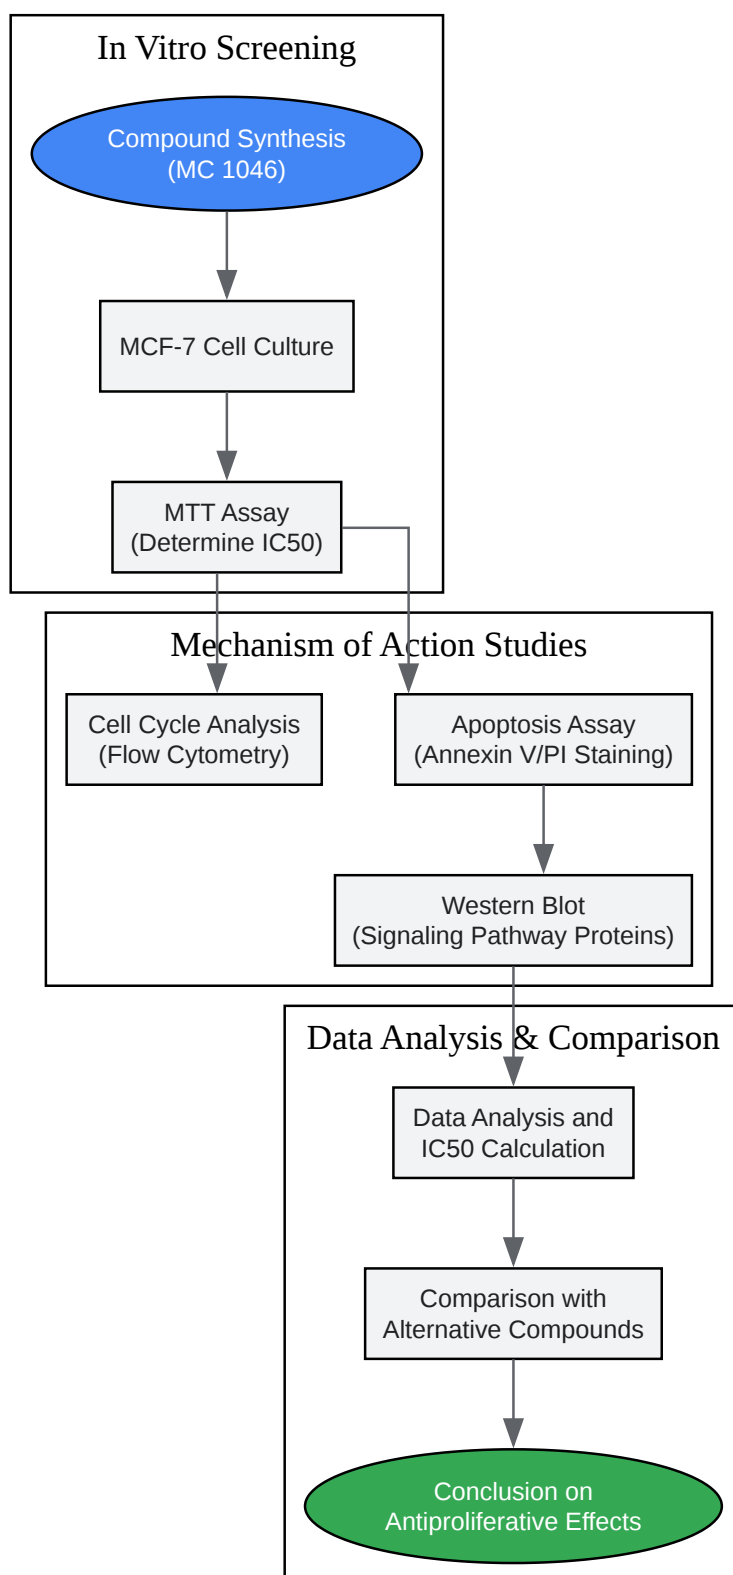 In Vitro Screening
Compound Synthesis
(MC 1046)
MCF-7 Cell Culture
MTT Assay
(Determine IC50)
Mechanism of Action Studies
Cell Cycle Analysis
(Flow Cytometry)
Apoptosis Assay
(Annexin V/PI Staining)
Western Blot
(Signaling Pathway Proteins)
Data Analysis & Comparison
Data Analysis and
IC50 Calculation
Comparison with
Alternative Compounds
Conclusion on
Antiproliferative Effects